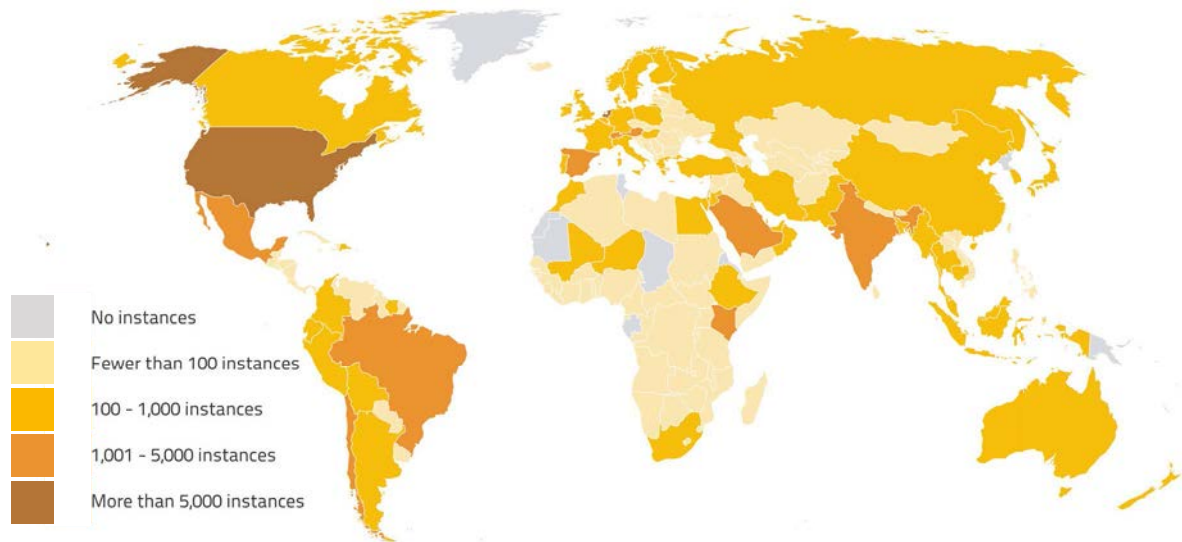 No instances
Fewer than 100 instances
100 - 1,000 instances
1,001 - 5,000 instances
More than 5,000 instances